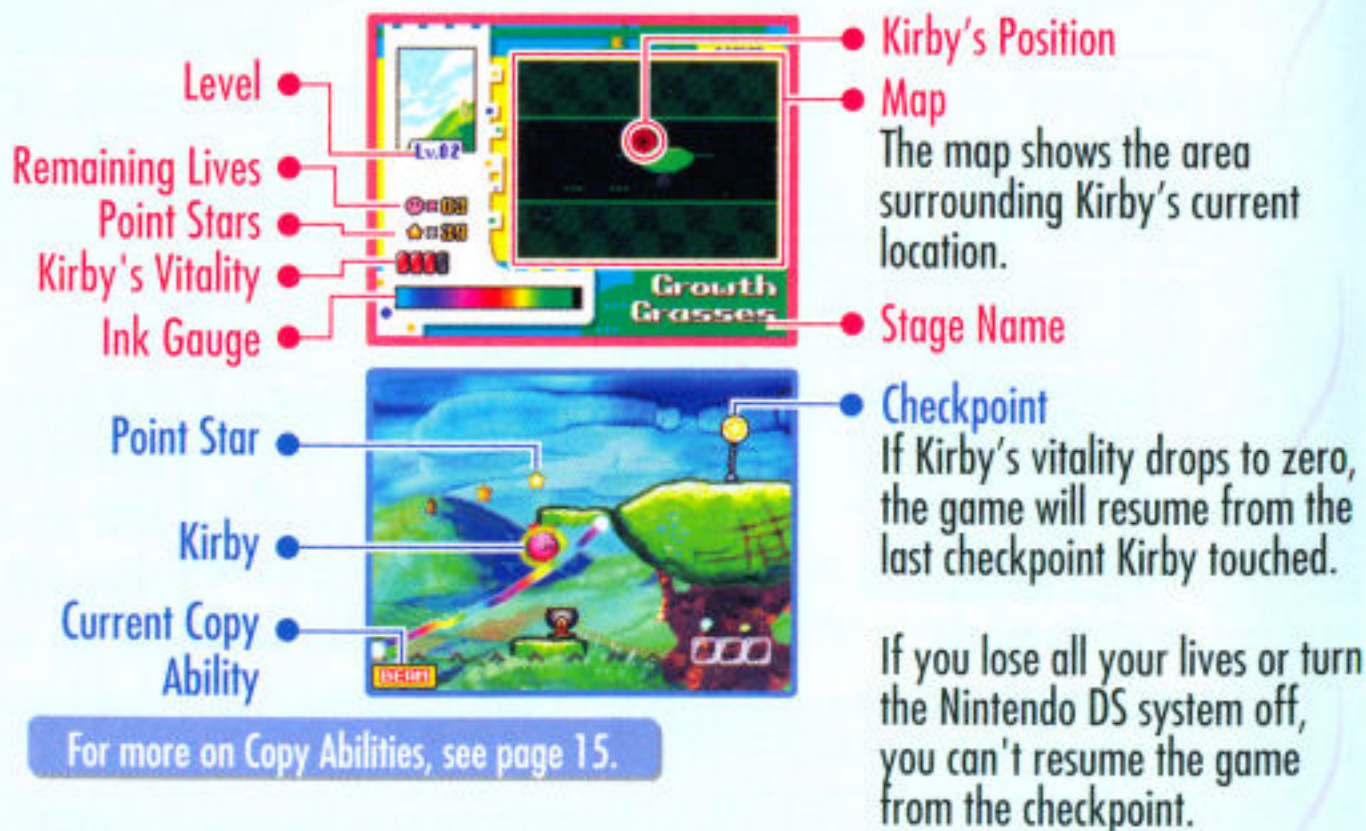 Level
Remaining Lives
Point Stars
Kirby's Vitality
Ink Gauge
Lv.02
Growth
Grasses
Kirby's Position
Map
The map shows the area
surrounding Kirby's current
location.
Stage Name
Point Star
Kirby
Current Copy
Ability
BEAM
Checkpoint
If Kirby's vitality drops to zero,
the game will resume from the
last checkpoint Kirby touched.
If you lose all your lives or turn
the Nintendo DS system off,
you can't resume the game
from the checkpoint.
For more on Copy Abilities, see page 15.